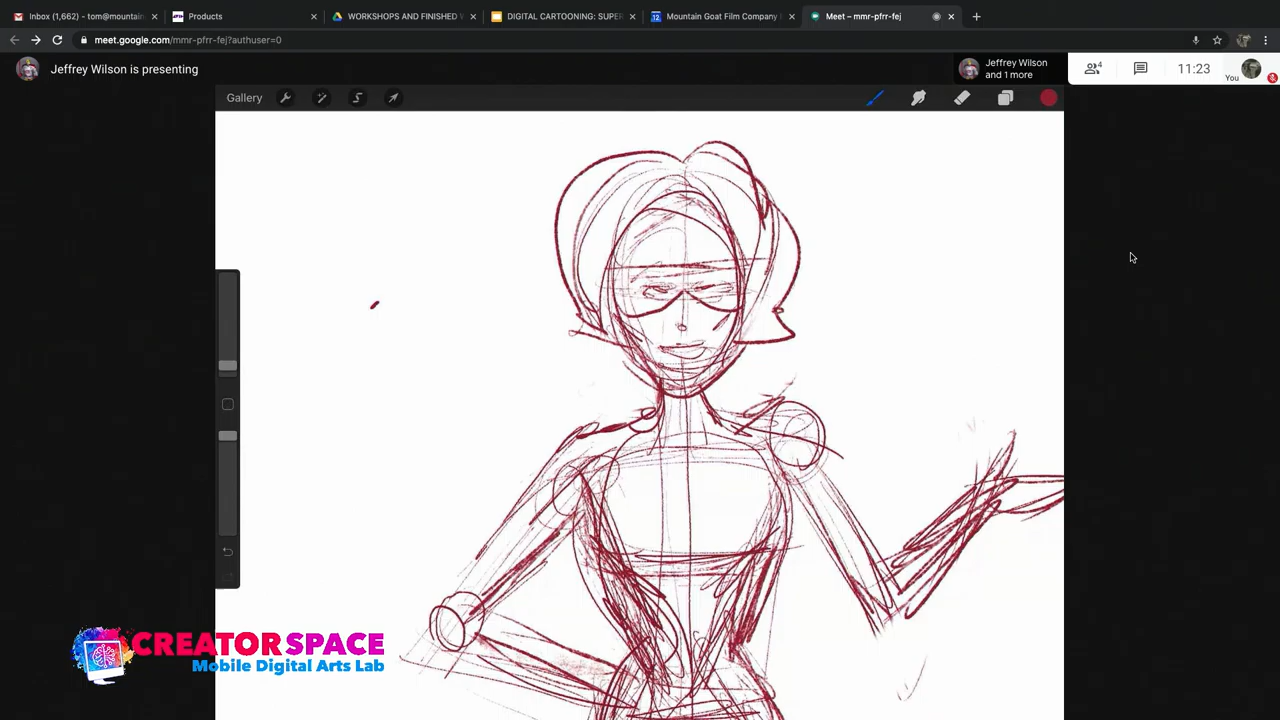 Inbox (1,662) – tom@mountain
Products
WORKSHOPS AND FINISHED
DIGITAL CARTOONING: SUPER
Mountain Goat Film Company
Meet – mmr-pfrr-fej
meet.google.com/mmr-pfrr-fej?authuser=0
Jeffrey Wilson is presenting
Jeffrey Wilson
and 1 more
4
11:23
You
Gallery
CREATOR SPACE
Mobile Digital Arts Lab